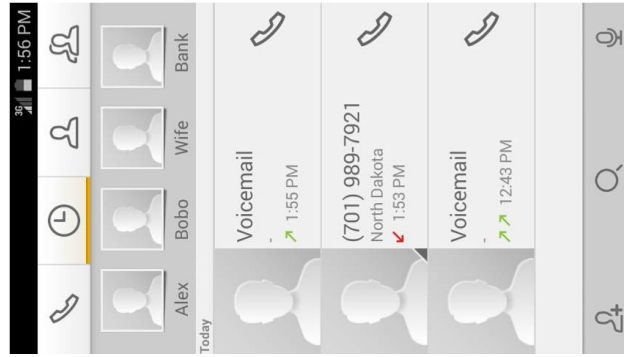 3G 1:56 PM
Alex Bobo Wife Bank
Today
Voicemail
-
1:55 PM
(701) 989-7921
North Dakota
1:53 PM
Voicemail
-
12:43 PM